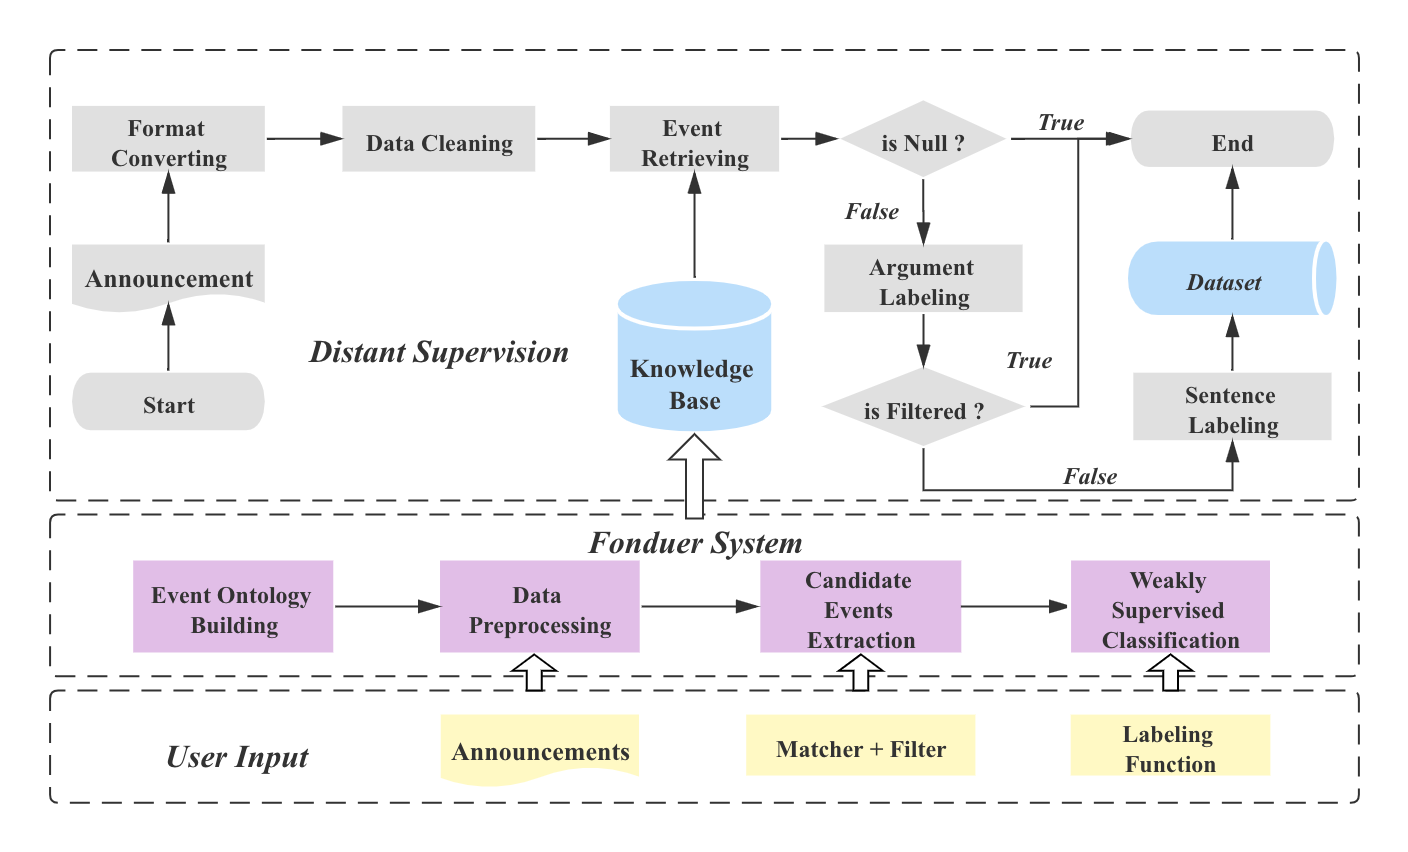 Format
Converting
Data Cleaning
Event
Retrieving
is Null ?
True
End
False
Announcement
Argument
Labeling
Dataset
Distant Supervision
Knowledge
Base
True
Start
is Filtered ?
Sentence
Labeling
False
Fonduer System
Event Ontology
Building
Data
Preprocessing
Candidate
Events
Extraction
Weakly
Supervised
Classification
User Input
Announcements
Matcher + Filter
Labeling
Function